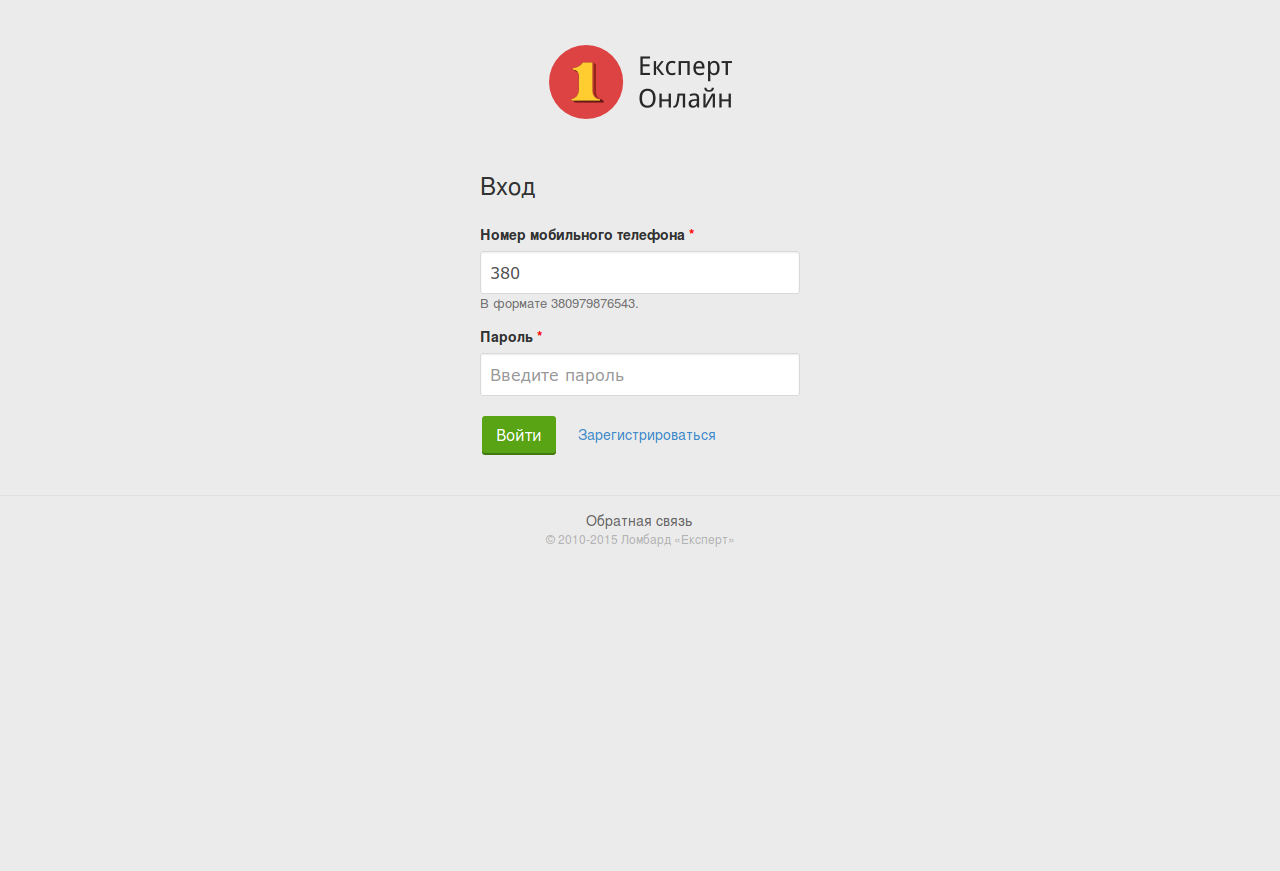 1
Експерт
Онлайн
Вход
Номер мобильного телефона *
380
В формате 380979876543.
Пароль *
Введите пароль
Войти Зарегистрироваться
Обратная связь
© 2010-2015 Ломбард «Експерт»